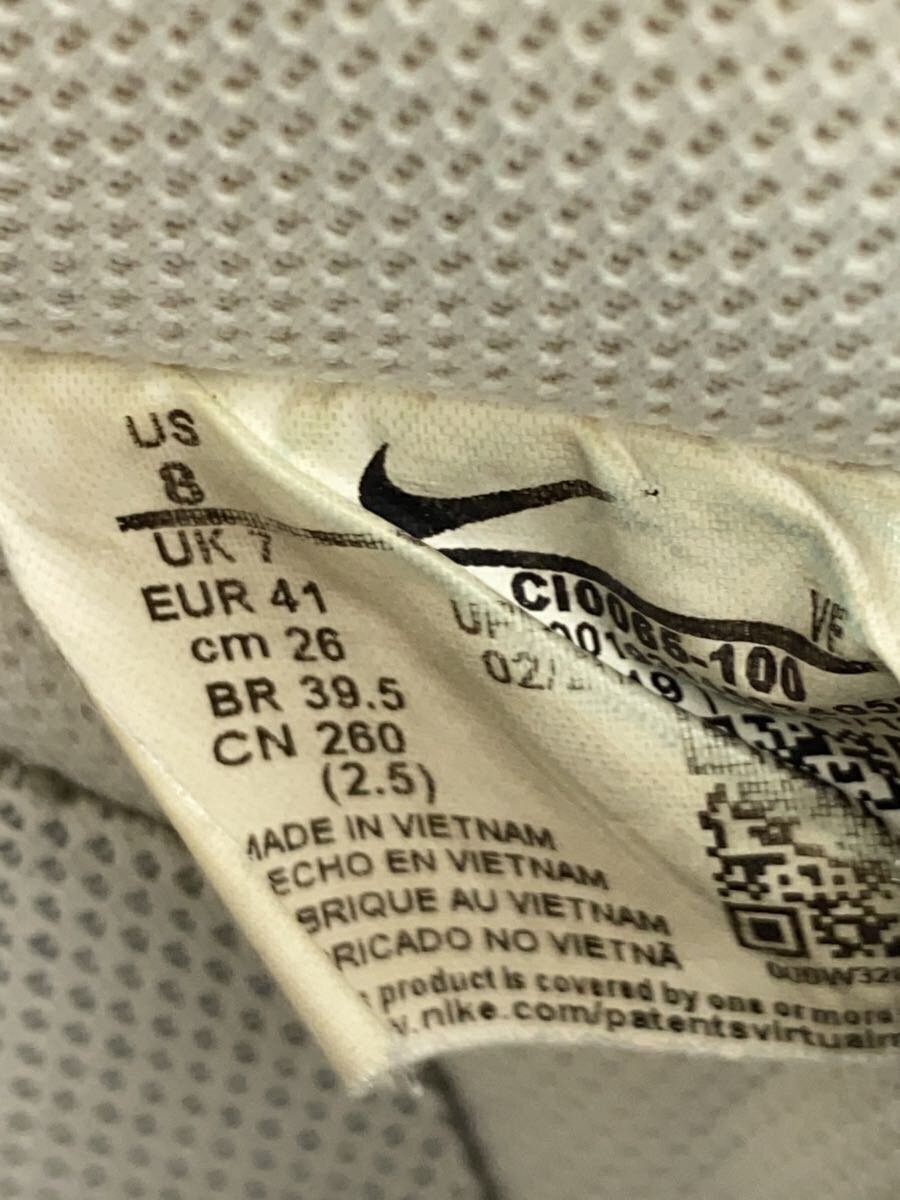 US
8
UK 7
EUR 41
cm 26
BR 39.5
CN 260
(2.5)
MADE IN VIETNAM
ECHO EN VIETNAM
BRIQUE AU VIETNAM
RICADO NO VIETNÃ
product is covered by one or more
.nike.com/patentsvirtual
CI0065-100